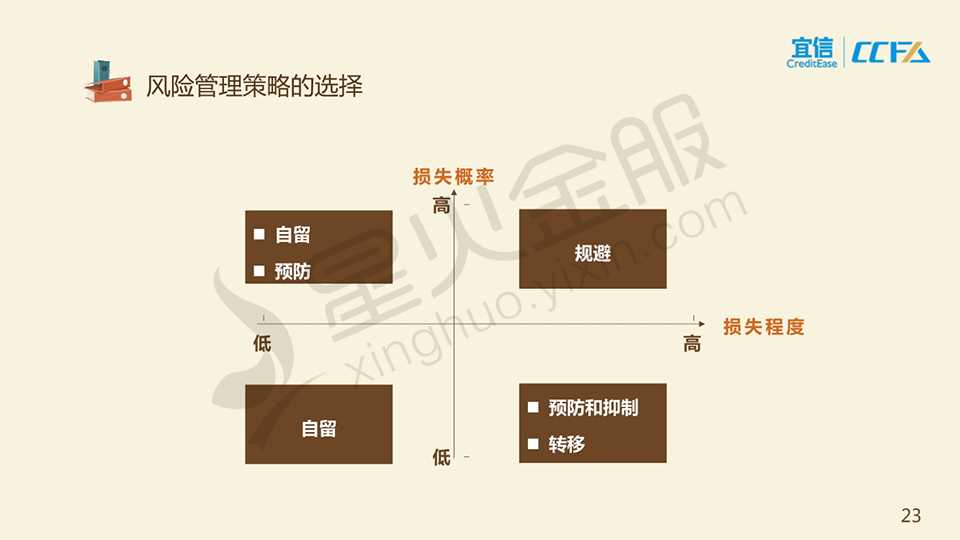 宜信
CreditEase
CCFA
风险管理策略的选择
损失概率
高
自留
预防
规避
低
高
损失程度
自留
预防和抑制
转移
低
星火金服
xinghuo.yixin.com
23